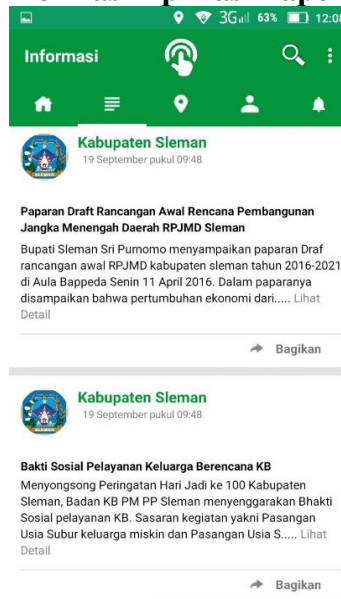 3G 63% 12:08
Informasi
Kabupaten Sleman
19 September pukul 09:48
Paparan Draft Rancangan Awal Rencana Pembangunan
Jangka Menengah Daerah RPJMD Sleman
Bupati Sleman Sri Purnomo menyampaikan paparan Draf
rancangan awal RPJMD kabupaten sleman tahun 2016-2021
di Aula Bappeda Senin 11 April 2016. Dalam paparanya
disampaikan bahwa pertumbuhan ekonomi dari..... Lihat
Detail
Bagikan
Kabupaten Sleman
19 September pukul 09:48
Bakti Sosial Pelayanan Keluarga Berencana KB
Menyongsong Peringatan Hari Jadi ke 100 Kabupaten
Sleman, Badan KB PM PP Sleman menyenggarakan Bhakti
Sosial pelayanan KB. Sasaran kegiatan yakni Pasangan
Usia Subur keluarga miskin dan Pasangan Usia S..... Lihat
Detail
Bagikan